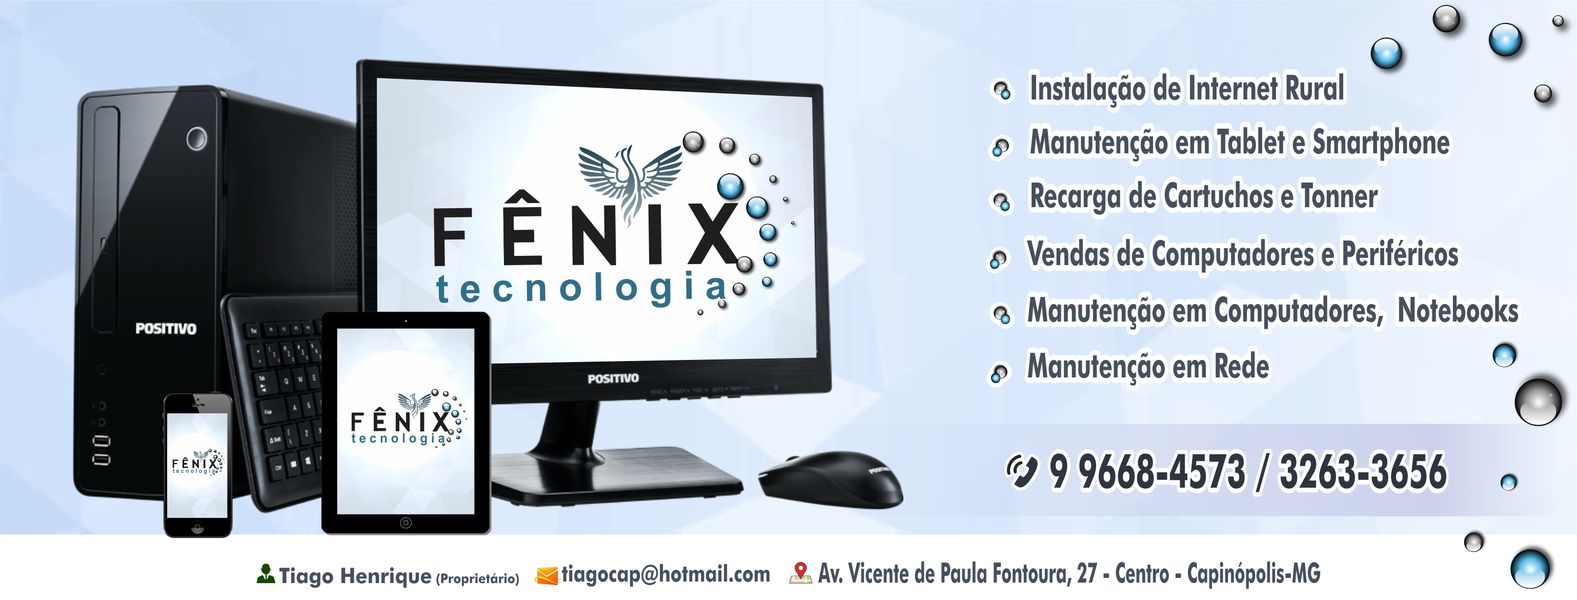 Instalação de Internet Rural
Manutenção em Tablet e Smartphone
Recarga de Cartuchos e Tonner
Vendas de Computadores e Periféricos
Manutenção em Computadores, Notebooks
Manutenção em Rede
9 9668-4573 / 3263-3656
FÊNIX
tecnologia
POSITIVO
POSITIVO
POSITIVO
FÊNIX
tecnologia
FÊNIX
tecnologia
Tiago Henrique (Proprietário) tiagocap@hotmail.com Av. Vicente de Paula Fontoura, 27 - Centro - Capinópolis-MG